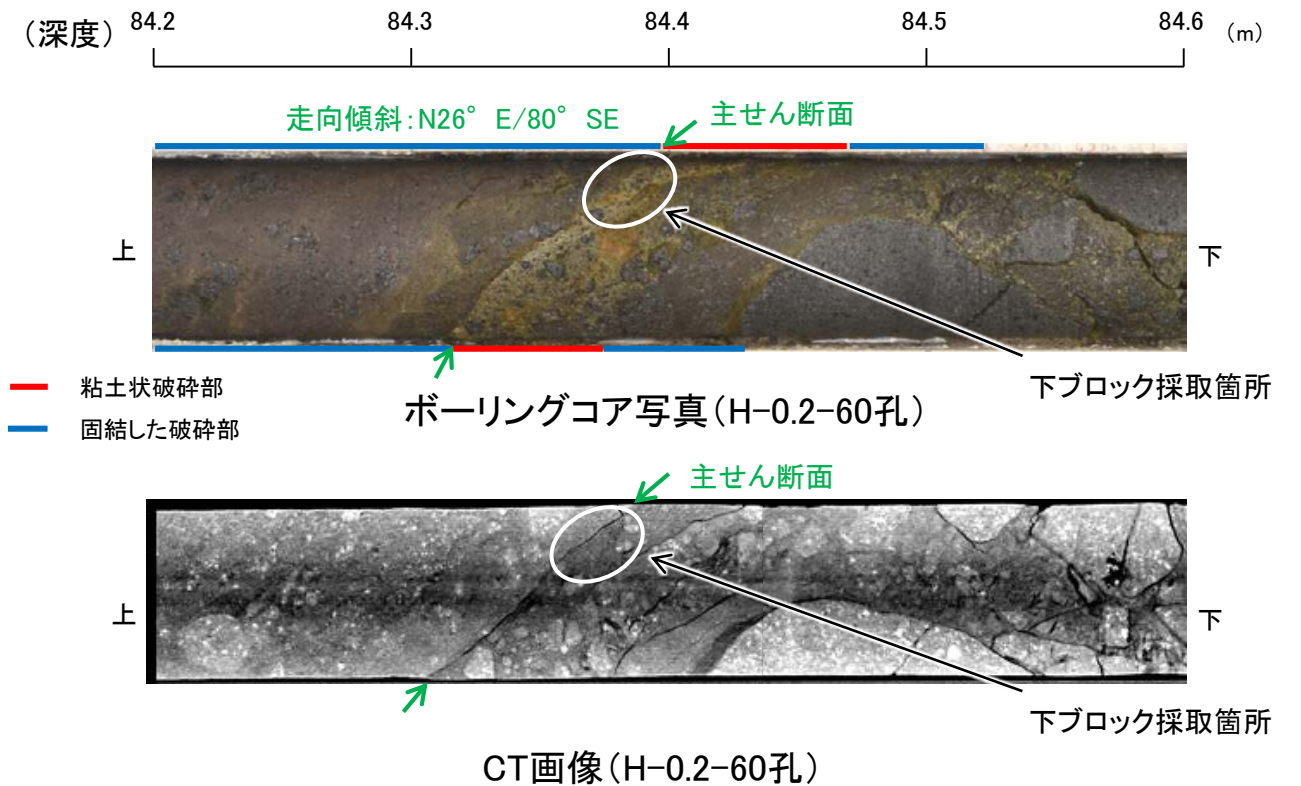 (深度) 84.2 84.3 84.4 84.5 84.6 (m)
走向傾斜:N26°E/80°SE 主せん断面
上 下
下ブロック採取箇所
粘土状破砕部
固結した破砕部
ボーリングコア写真(H-0.2-60孔)
主せん断面
上 下
下ブロック採取箇所
CT画像(H-0.2-60孔)